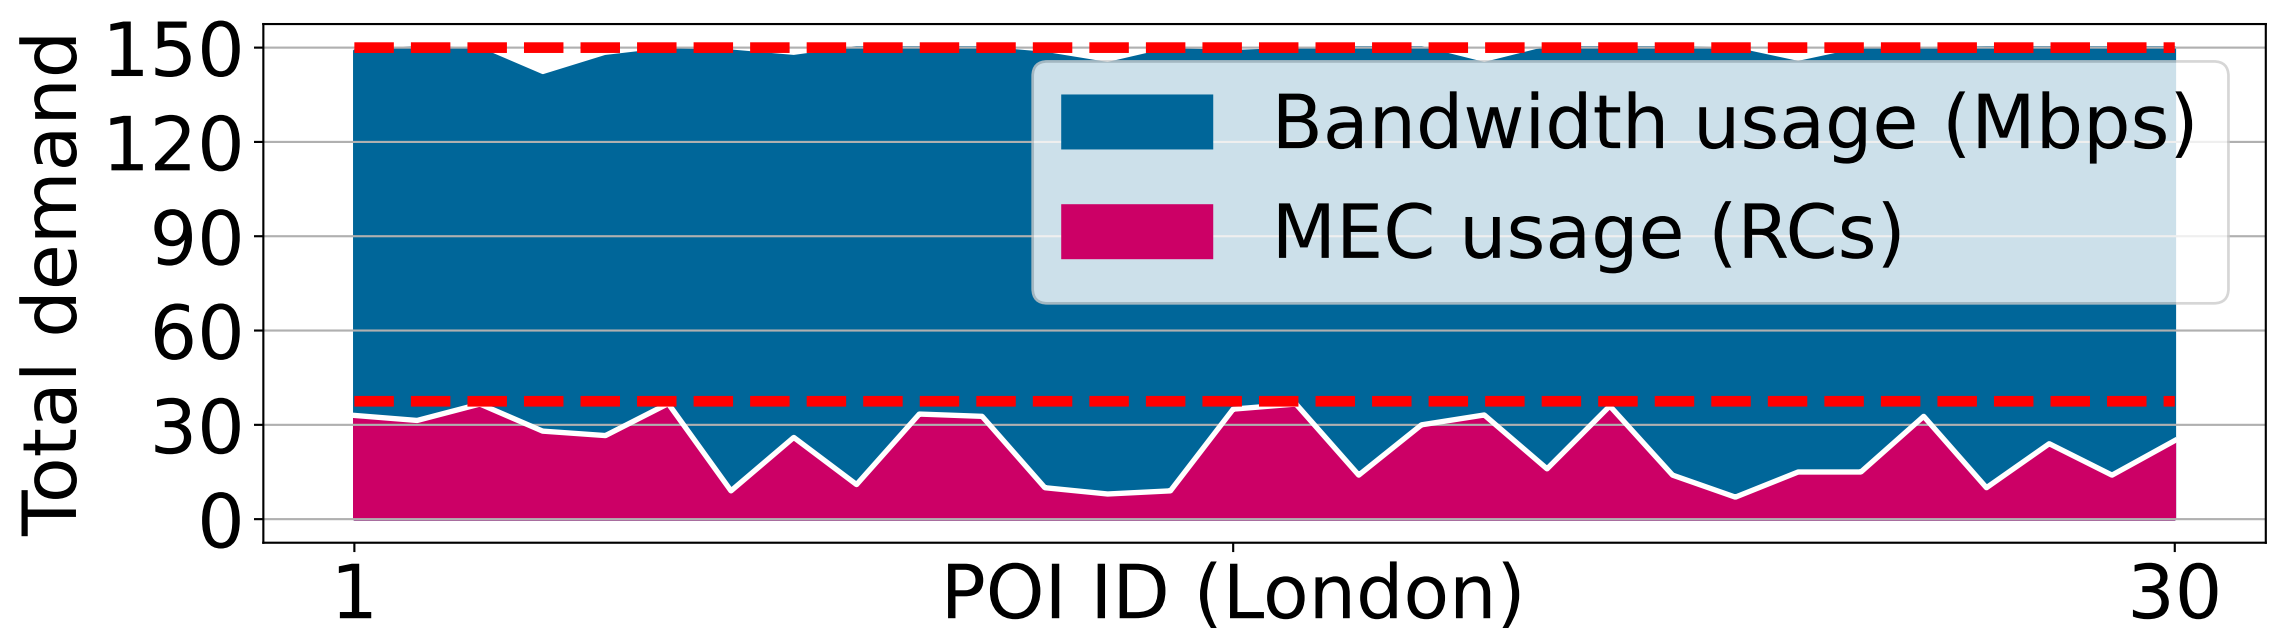 Total demand
150
120
90
60
30
0
Bandwidth usage (Mbps)
MEC usage (RCs)
1
POI ID (London)
30